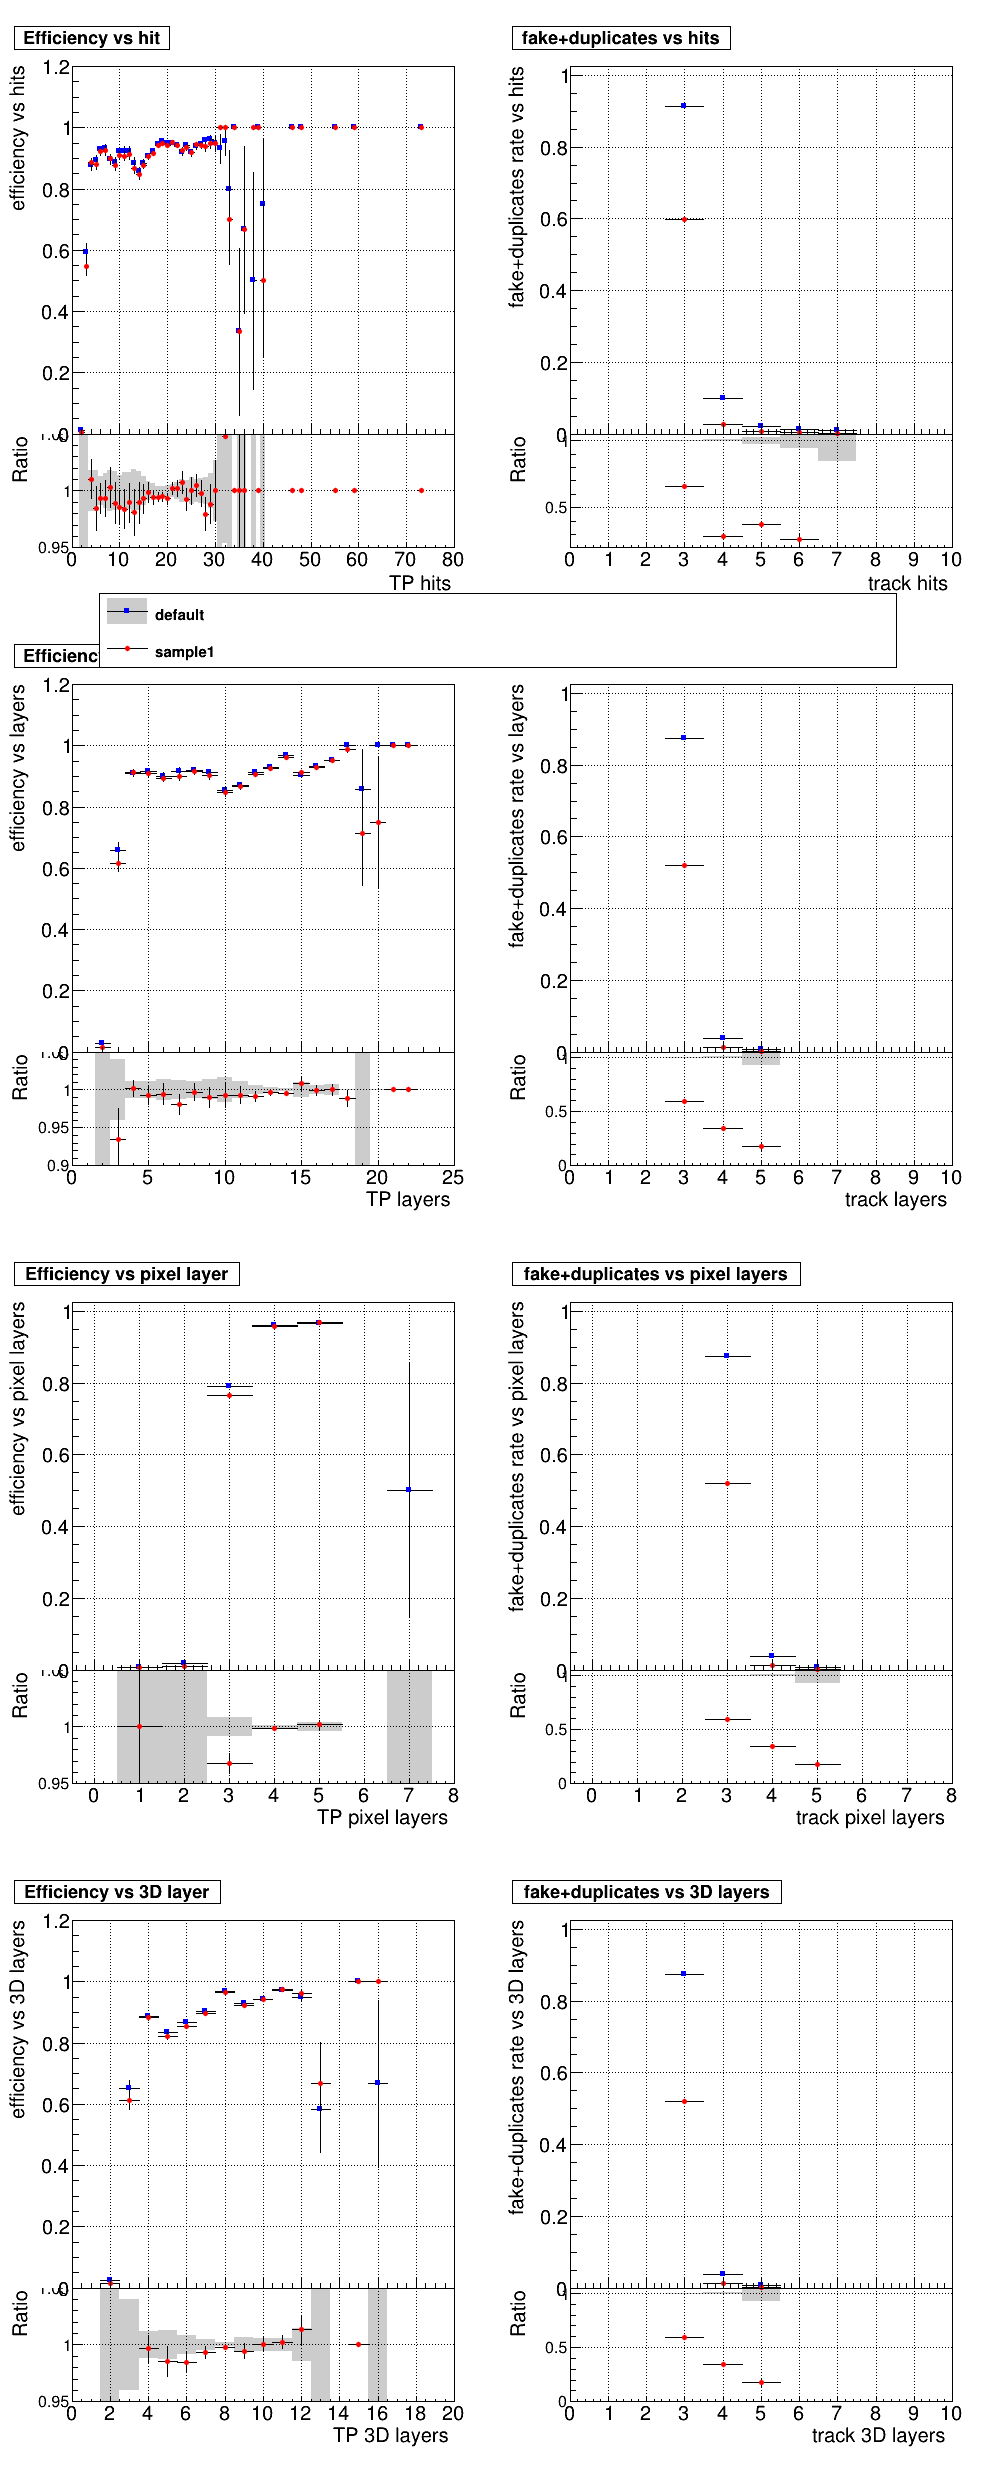 Efficiency vs hit
fake+duplicates vs hits
efficiency vs hits
1.2
1
0.8
0.6
0.4
0.2
0
Ratio
1
0.95
0 10 20 30 40 50 60 70 80
TP hits
fake+duplicates rate vs hits
1
0.8
0.6
0.4
0.2
Ratio
0.5
0 1 2 3 4 5 6 7 8 9 10
track hits
default
sample1
Efficienc
efficiency vs layers
1.2
1
0.8
0.6
0.4
0.2
0
Ratio
1
0.95
0.9
0 5 10 15 20 25
TP layers
fake+duplicates rate vs layers
1
0.8
0.6
0.4
0.2
Ratio
0.5
0
0 1 2 3 4 5 6 7 8 9 10
track layers
Efficiency vs pixel layer
fake+duplicates vs pixel layers
efficiency vs pixel layers
1
0.8
0.6
0.4
0.2
0
Ratio
1
0.95
0 1 2 3 4 5 6 7 8
TP pixel layers
fake+duplicates rate vs pixel layers
1
0.8
0.6
0.4
0.2
Ratio
0.5
0
0 1 2 3 4 5 6 7 8
track pixel layers
Efficiency vs 3D layer
fake+duplicates vs 3D layers
efficiency vs 3D layers
1.2
1
0.8
0.6
0.4
0.2
0
Ratio
1
0.95
0 2 4 6 8 10 12 14 16 18 20
TP 3D layers
fake+duplicates rate vs 3D layers
1
0.8
0.6
0.4
0.2
Ratio
0.5
0
0 1 2 3 4 5 6 7 8 9 10
track 3D layers